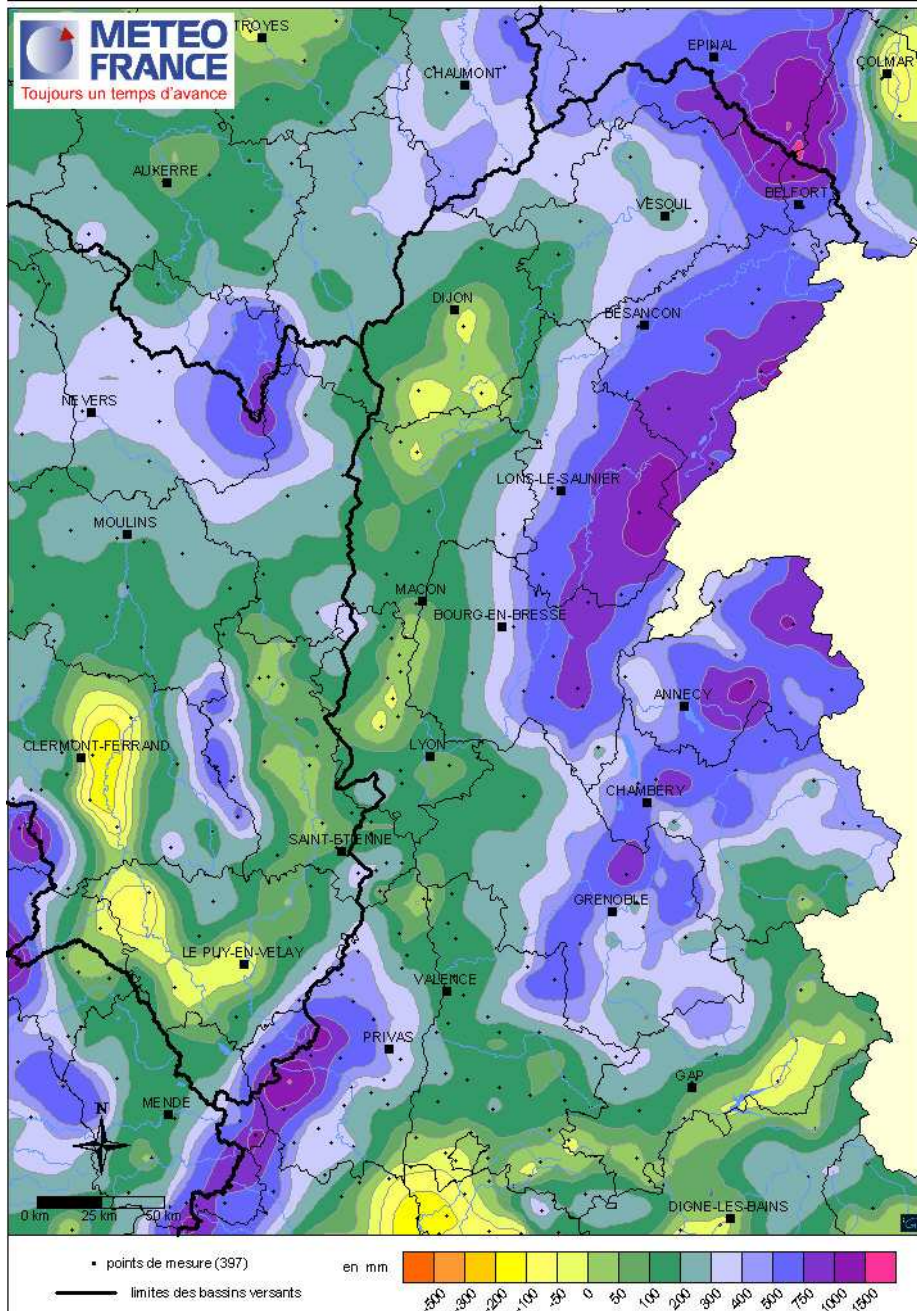 METEO
FRANCE
Toujours un temps d'avance
TROYES
EPINAL
CHAUMONT
COLMAR
AUXERRE
BELFORT
VESOUL
DIJON
BESANCON
NEVERS
LONS-LE-SAUNIER
MOULINS
MACON
BOURG-EN-BRESSE
ANNECY
CLERMONT-FERRAND
LYON
CHAMBERY
SAINT-ETIENNE
GRENOBLE
LE PUY-EN-VELAY
VALENCE
PRIVAS
GAP
MENDE
N
0 km 25 km 50 km
DIGNE-LES-BAINS
points de mesure (397)
limites des bassins versants
en mm
-500 -300 -200 -100 -50 0 50 100 200 300 400 500 750 1000 1500